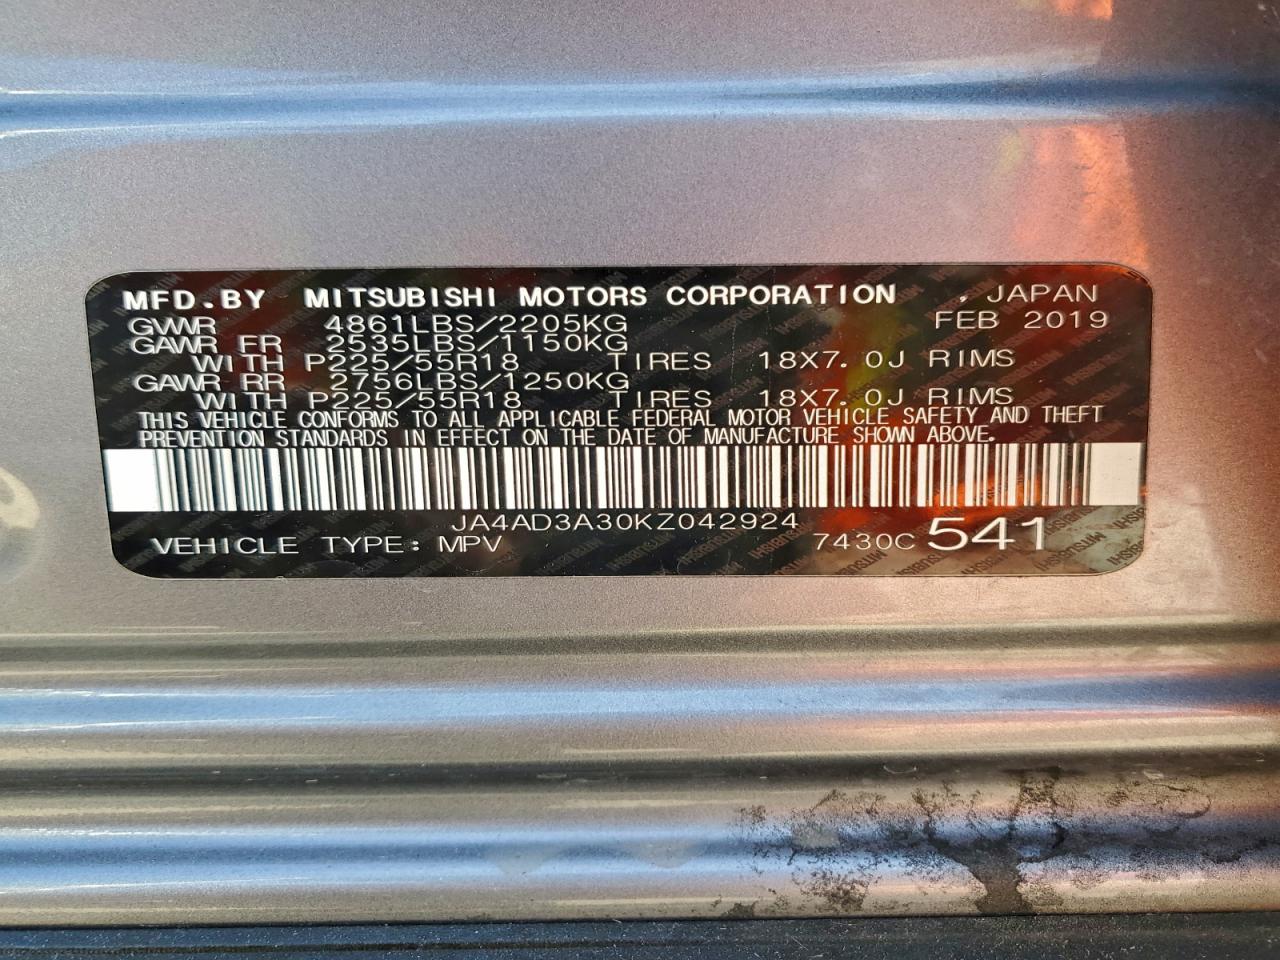 MFD.BY MITSUBISHI MOTORS CORPORATION , JAPAN
GVWR 4861LBS/2205KG FEB 2019
GAWR FR 2535LBS/1150KG
WITH P225/55R18 TIRES 18X7.0J RIMS
GAWR RR 2756LBS/1250KG
WITH P225/55R18 TIRES 18X7.0J RIMS
THIS VEHICLE CONFORMS TO ALL APPLICABLE FEDERAL MOTOR VEHICLE SAFETY AND THEFT
PREVENTION STANDARDS IN EFFECT ON THE DATE OF MANUFACTURE SHOWN ABOVE.
JA4AD3A30KZ042924
VEHICLE TYPE: MPV 7430C 541